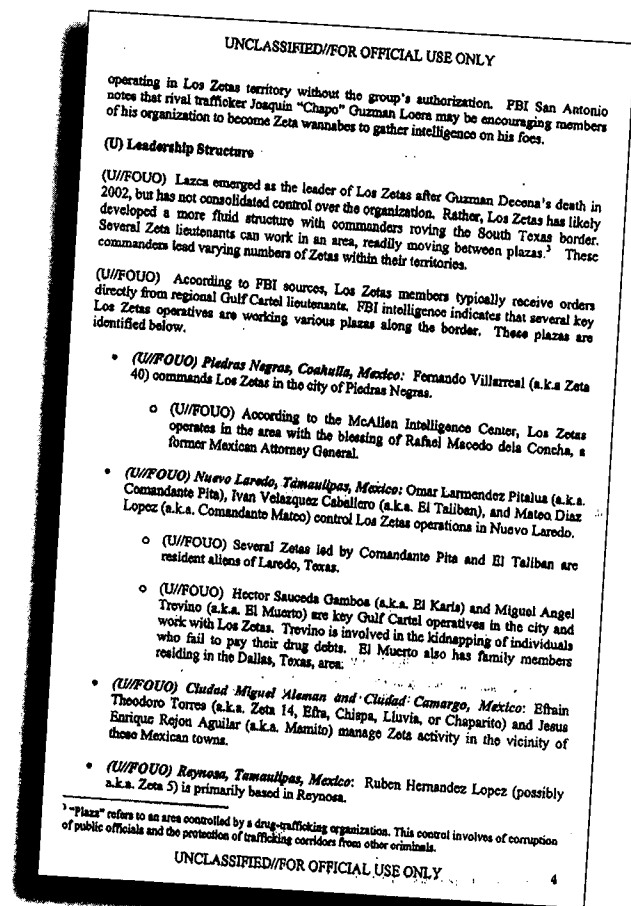 UNCLASSIFIED//FOR OFFICIAL USE ONLY
operating in Los Zetas territory without the group's authorization. FBI San Antonio
notes that rival trafficker Joaquin "Chapo" Guzman Loera may be encouraging members
of his organization to become Zeta wannabes to gather intelligence on his foes.
(U) Leadership Structure
(U//FOUO) Lazca emerged as the leader of Los Zetas after Guzman Decena's death in
2002, but has not consolidated control over the organization. Rather, Los Zetas has likely
developed a more fluid structure with commanders roving the South Texas border.
Several Zeta lieutenants can work in an area, readily moving between plazas.³ These
commanders lead varying numbers of Zetas within their territories.
(U//FOUO) According to FBI sources, Los Zetas members typically receive orders
directly from regional Gulf Cartel lieutenants. FBI intelligence indicates that several key
Los Zetas operatives are working various plazas along the border. These plazas are
identified below.
• (U//FOUO) Piedras Negras, Coahuila, Mexico: Fernando Villarreal (a.k.a Zeta
40) commands Los Zetas in the city of Piedras Negras.
o (U//FOUO) According to the McAllen Intelligence Center, Los Zetas
operates in the area with the blessing of Rafael Macedo dela Concha, a
former Mexican Attorney General.
• (U//FOUO) Nuevo Laredo, Tamaulipas, Mexico: Omar Larmendez Pitalua (a.k.a.
Comandante Pita), Ivan Velazquez Caballero (a.k.a. El Taliban), and Mateo Diaz
Lopez (a.k.a. Comandante Mateo) control Los Zetas operations in Nuevo Laredo.
o (U//FOUO) Several Zetas led by Comandante Pita and El Taliban are
resident aliens of Laredo, Texas.
o (U//FOUO) Hector Sauceda Gamboa (a.k.a. El Karis) and Miguel Angel
Trevino (a.k.a. El Muerto) are key Gulf Cartel operatives in the city and
work with Los Zetas. Trevino is involved in the kidnapping of individuals
who fail to pay their drug debts. El Muerto also has family members
residing in the Dallas, Texas, area.
• (U//FOUO) Ciudad Miguel Aleman and Ciudad Camargo, Mexico: Efrain
Theodoro Torres (a.k.a. Zeta 14, Efra, Chispa, Lluvia, or Chaparito) and Jesus
Enrique Rejon Aguilar (a.k.a. Mamito) manage Zeta activity in the vicinity of
these Mexican towns.
• (U//FOUO) Reynosa, Tamaulipas, Mexico: Ruben Hernandez Lopez (possibly
a.k.a. Zeta 5) is primarily based in Reynosa.
³ "Plaza" refers to an area controlled by a drug-trafficking organization. This control involves of corruption
of public officials and the protection of trafficking corridors from other criminals.
UNCLASSIFIED//FOR OFFICIAL USE ONLY
4